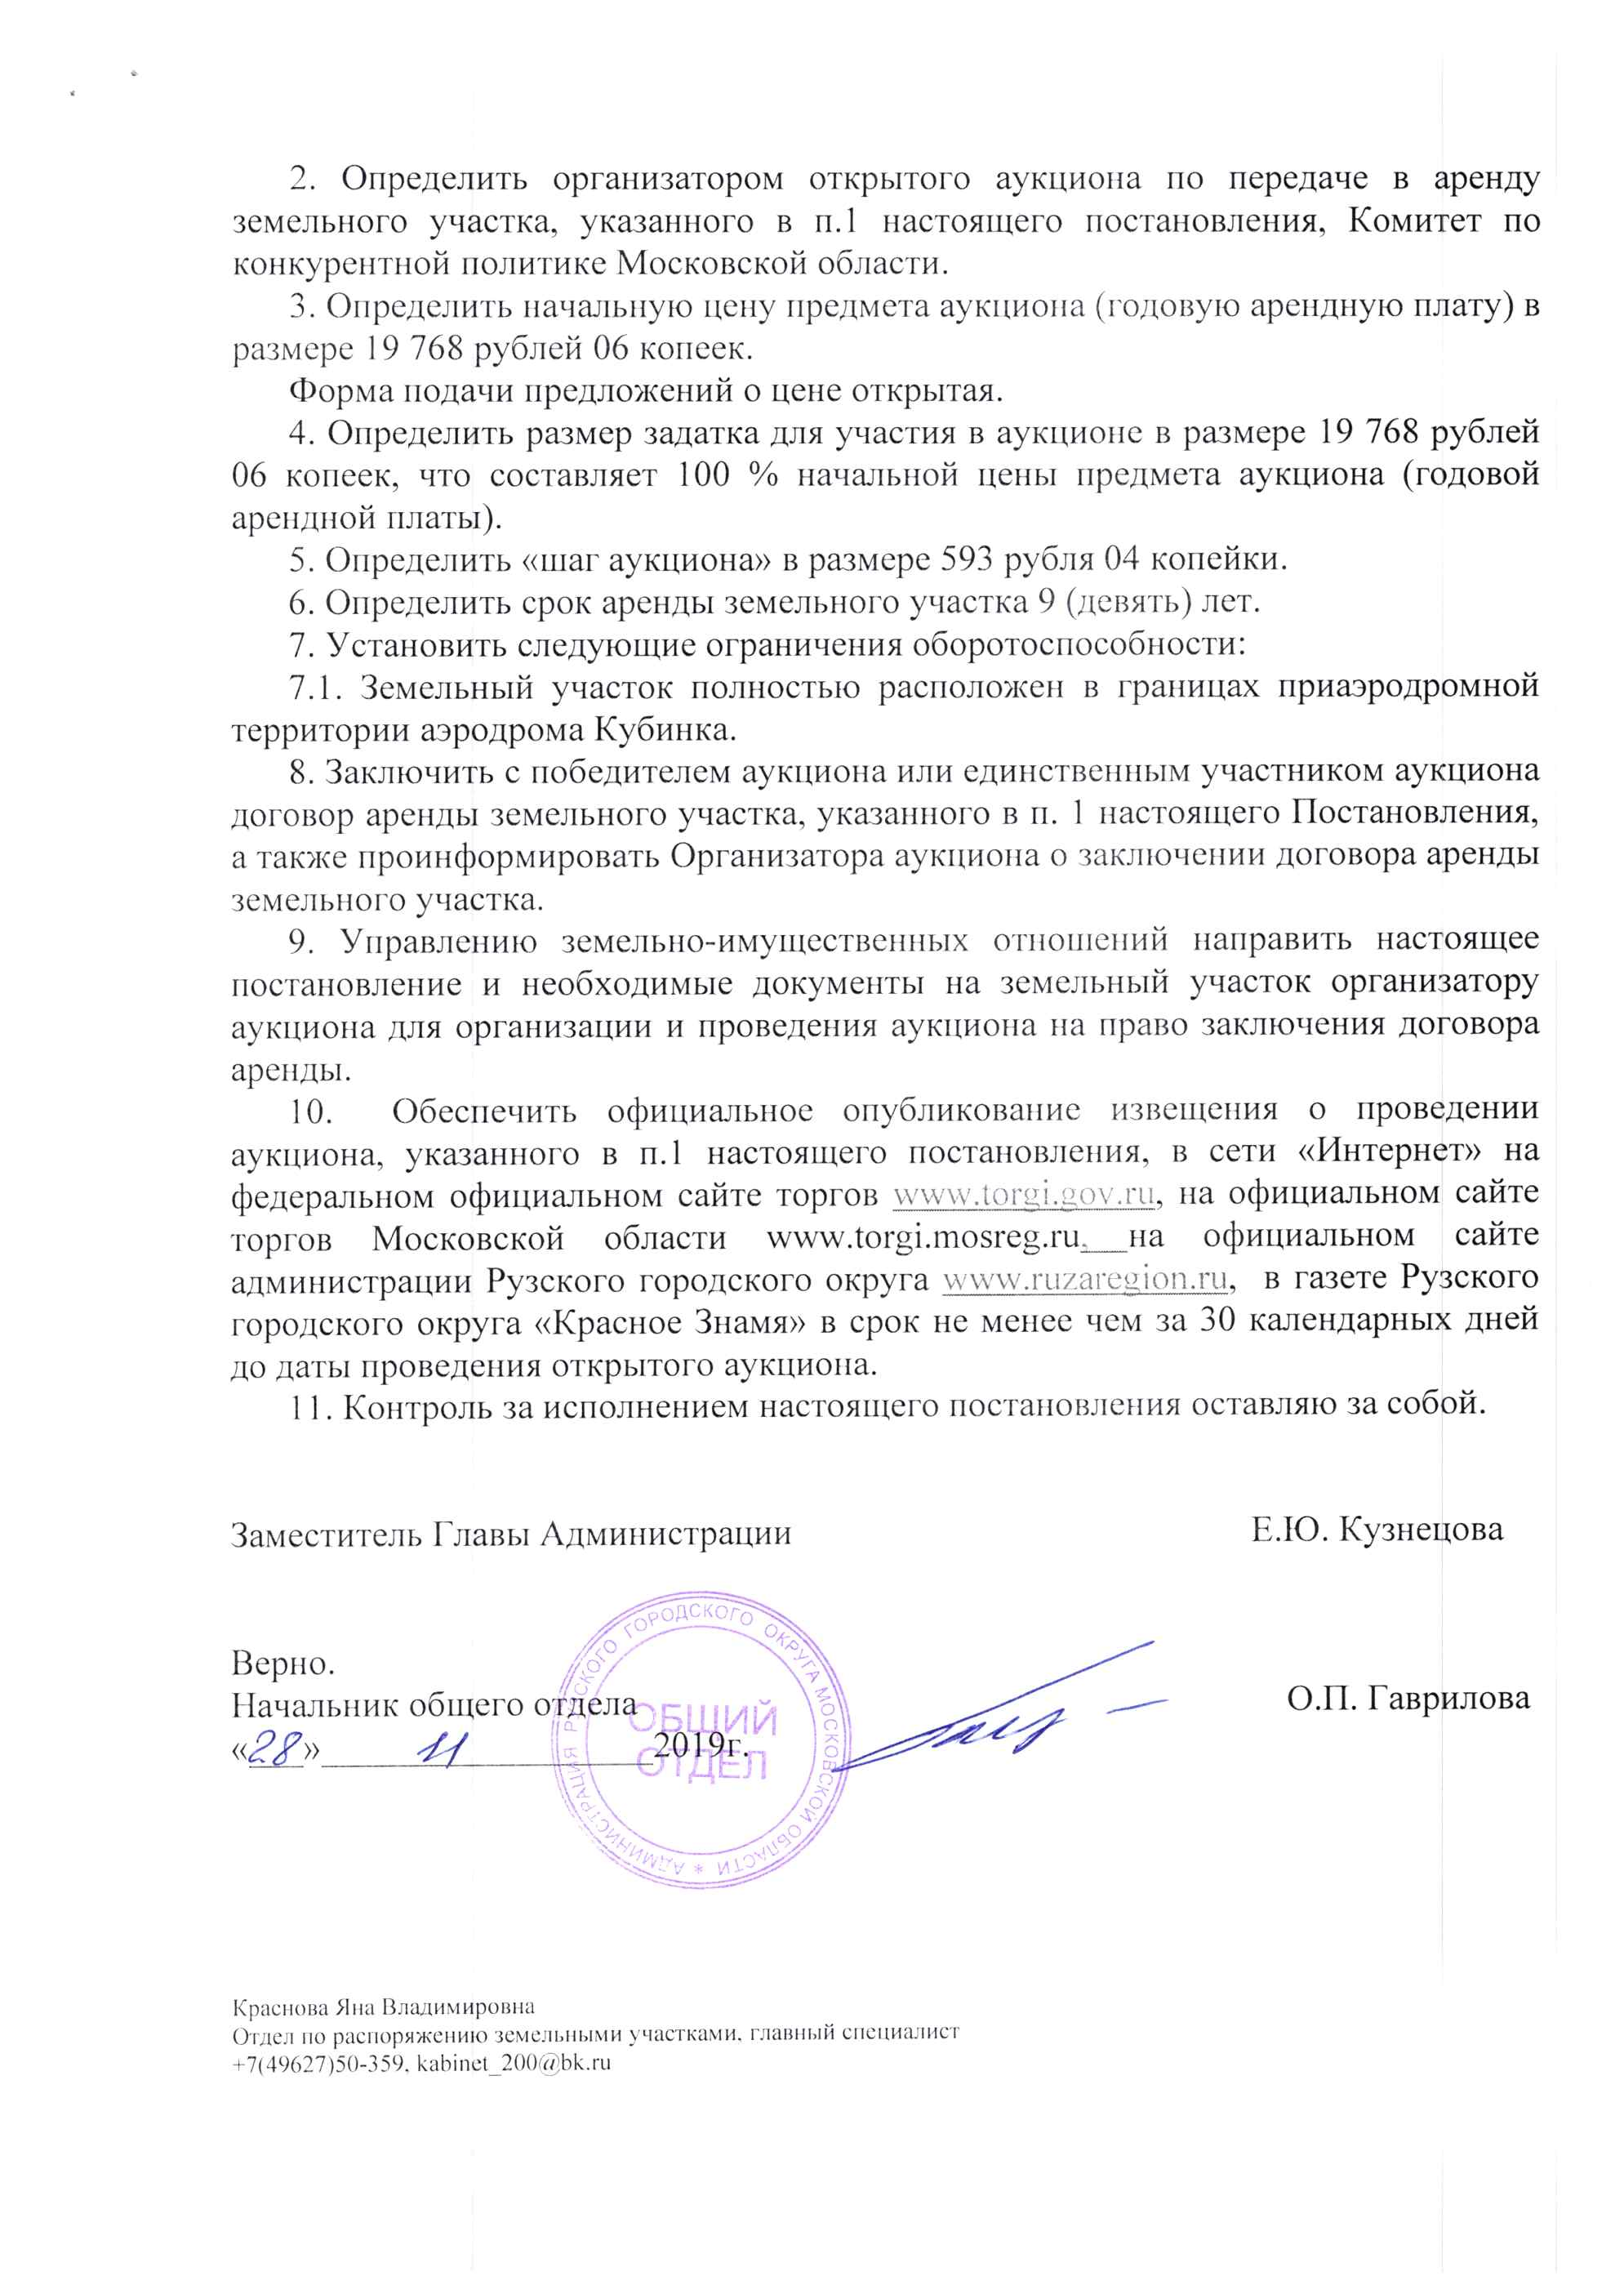 2. Определить организатором открытого аукциона по передаче в аренду
земельного участка, указанного в п.1 настоящего постановления, Комитет по
конкурентной политике Московской области.
3. Определить начальную цену предмета аукциона (годовую арендную плату) в
размере 19 768 рублей 06 копеек.
Форма подачи предложений о цене открытая.
4. Определить размер задатка для участия в аукционе в размере 19 768 рублей
06 копеек, что составляет 100 % начальной цены предмета аукциона (годовой
арендной платы).
5. Определить «шаг аукциона» в размере 593 рубля 04 копейки.
6. Определить срок аренды земельного участка 9 (девять) лет.
7. Установить следующие ограничения оборотоспособности:
7.1. Земельный участок полностью расположен в границах приаэродромной
территории аэродрома Кубинка.
8. Заключить с победителем аукциона или единственным участником аукциона
договор аренды земельного участка, указанного в п. 1 настоящего Постановления,
а также проинформировать Организатора аукциона о заключении договора аренды
земельного участка.
9. Управлению земельно-имущественных отношений направить настоящее
постановление и необходимые документы на земельный участок организатору
аукциона для организации и проведения аукциона на право заключения договора
аренды.
10. Обеспечить официальное опубликование извещения о проведении
аукциона, указанного в п.1 настоящего постановления, в сети «Интернет» на
федеральном официальном сайте торгов www.torgi.gov.ru, на официальном сайте
торгов Московской области www.torgi.mosreg.ru, на официальном сайте
администрации Рузского городского округа www.ruzaregion.ru, в газете Рузского
городского округа «Красное Знамя» в срок не менее чем за 30 календарных дней
до даты проведения открытого аукциона.
11. Контроль за исполнением настоящего постановления оставляю за собой.
Заместитель Главы Администрации Е.Ю. Кузнецова
Верно.
Начальник общего отдела О.П. Гаврилова
«28» 11 2019г.
АДМИНИСТРАЦИЯ РУЗСКОГО ГОРОДСКОГО ОКРУГА МОСКОВСКОЙ ОБЛАСТИ *
ОБЩИЙ
ОТДЕЛ
Краснова Яна Владимировна
Отдел по распоряжению земельными участками, главный специалист
+7(49627)50-359, kabinet_200@bk.ru